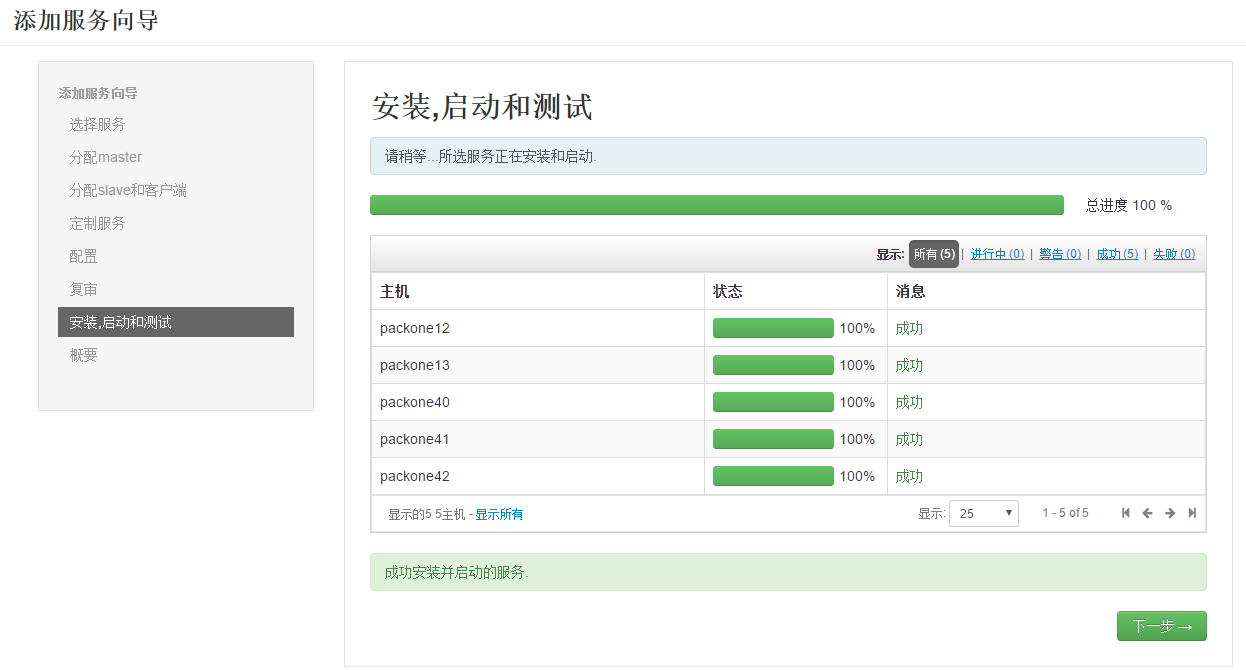 添加服务向导
添加服务向导
选择服务
分配master
分配slave和客户端
定制服务
配置
复审
安装,启动和测试
概要
安装,启动和测试
请稍等...所选服务正在安装和启动.
总进度 100 %
显示: 所有 (5) | 进行中 (0) | 警告 (0) | 成功 (5) | 失败 (0)
主机 状态 消息
packone12 100% 成功
packone13 100% 成功
packone40 100% 成功
packone41 100% 成功
packone42 100% 成功
显示的5 5主机 - 显示所有 显示: 25 1 - 5 of 5
成功安装并启动的服务.
下一步 →